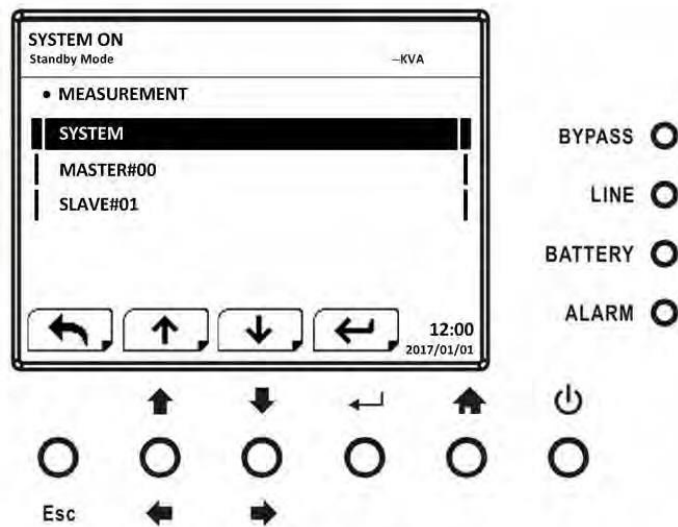 SYSTEM ON
Standby Mode
--KVA
• MEASUREMENT
SYSTEM
MASTER#00
SLAVE#01
12:00
2017/01/01
BYPASS
LINE
BATTERY
ALARM
Esc